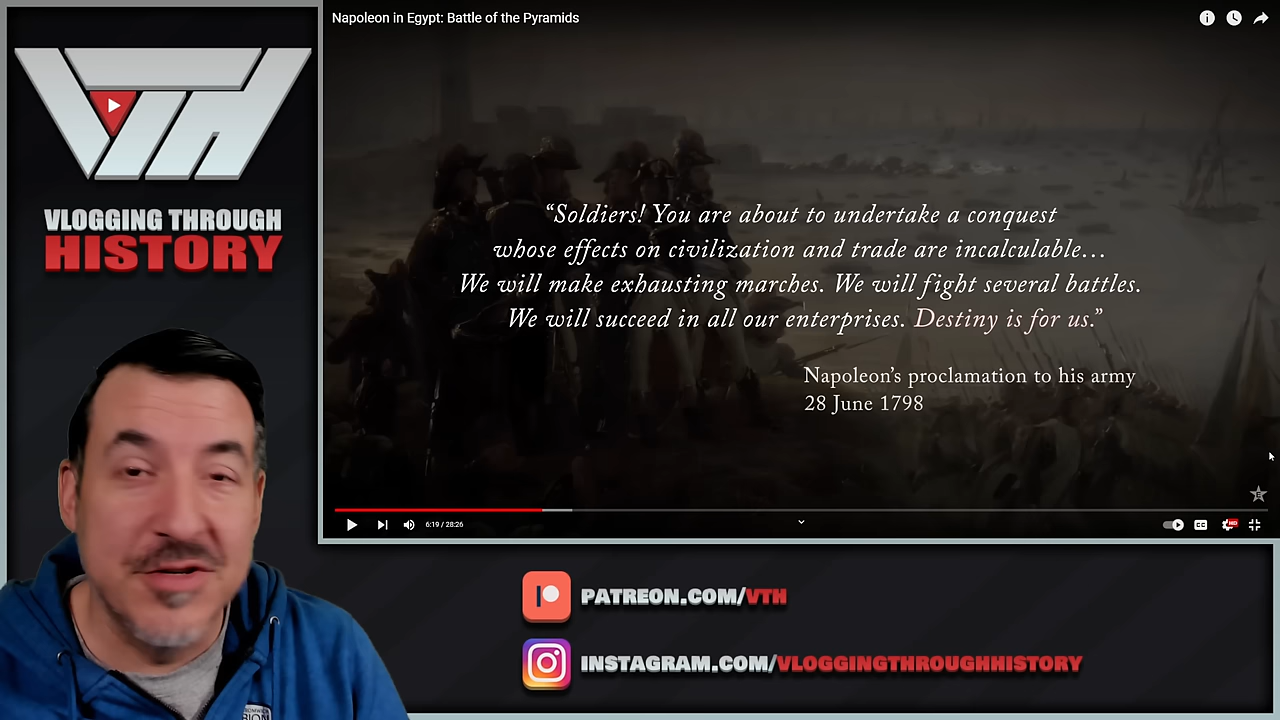 Napoleon in Egypt: Battle of the Pyramids
VTH
VLOGGING THROUGH
HISTORY
“Soldiers! You are about to undertake a conquest
whose effects on civilization and trade are incalculable…
We will make exhausting marches. We will fight several battles.
We will succeed in all our enterprises. Destiny is for us.”
Napoleon’s proclamation to his army
28 June 1798
6:19 / 28:26
CC
HD
PATREON.COM/VTH
INSTAGRAM.COM/VLOGGINGTHROUGHHISTORY